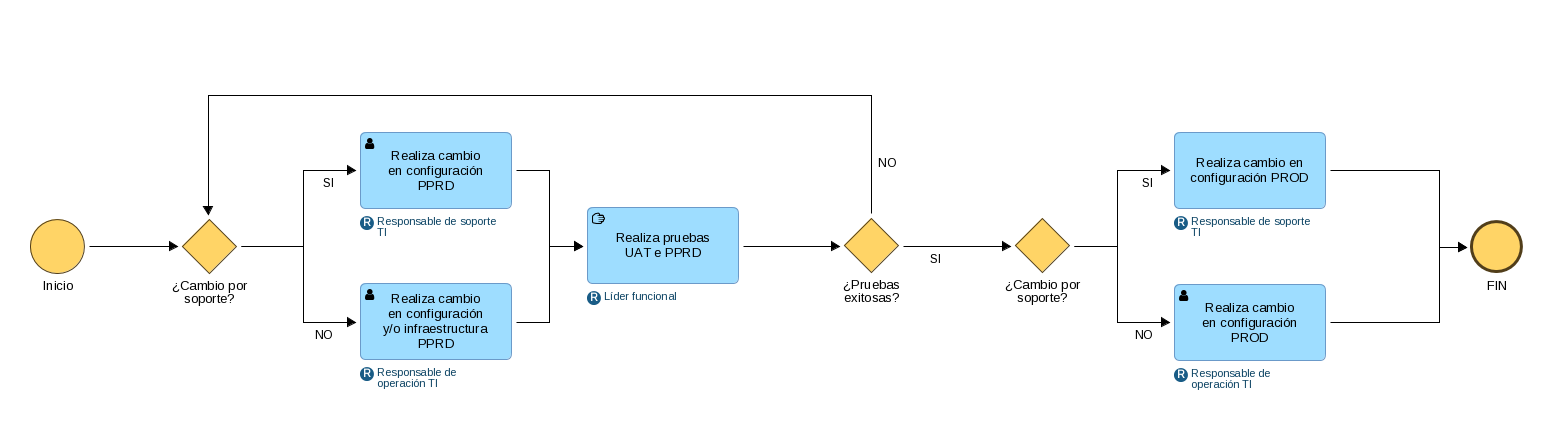 Inicio
¿Cambio por
soporte?
SI
Realiza cambio
en configuración
PPRD
R Responsable de soporte
TI
NO
Realiza cambio
en configuración
y/o infraestructura
PPRD
R Responsable de
operación TI
Realiza pruebas
UAT e PPRD
R Líder funcional
¿Pruebas
exitosas?
NO
SI
¿Cambio por
soporte?
SI
Realiza cambio en
configuración PROD
R Responsable de soporte
TI
NO
Realiza cambio
en configuración
PROD
R Responsable de
operación TI
FIN